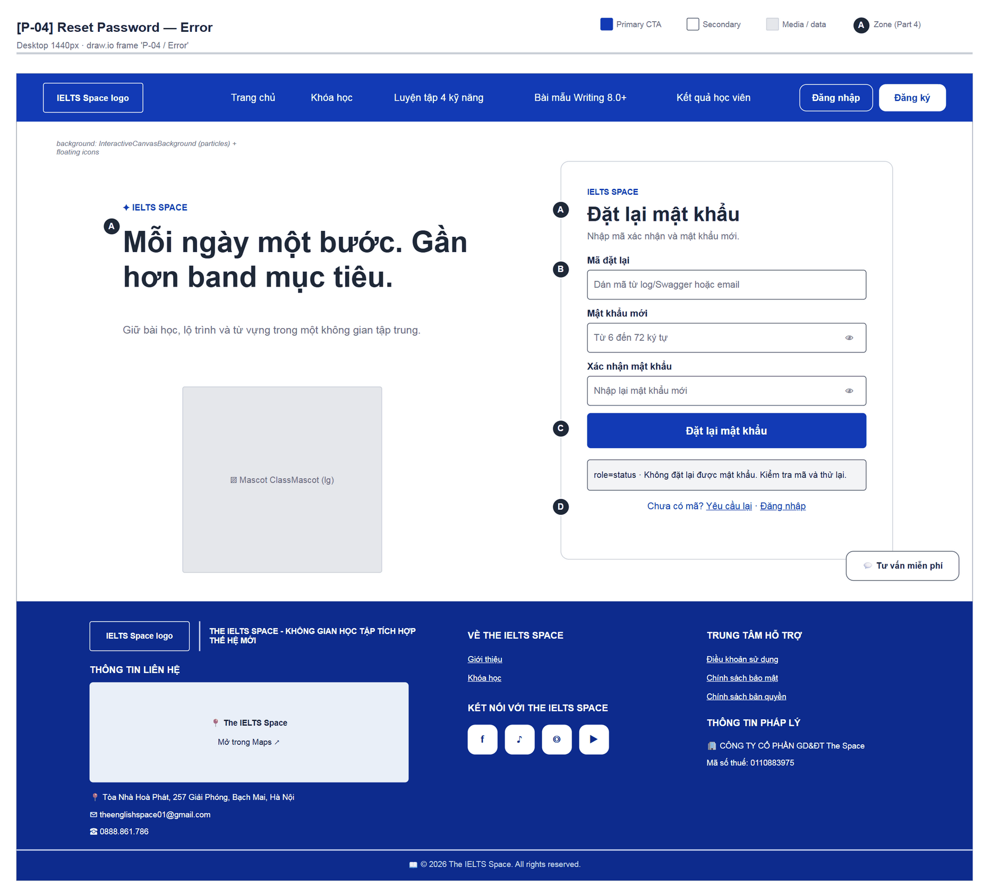 [P-04] Reset Password — Error
Desktop 1440px · draw.io frame 'P-04 / Error'
Primary CTA
Secondary
Media / data
A Zone (Part 4)
IELTS Space logo
Trang chủ
Khóa học
Luyện tập 4 kỹ năng
Bài mẫu Writing 8.0+
Kết quả học viên
Đăng nhập
Đăng ký
background: InteractiveCanvasBackground (particles) +
floating icons
✦ IELTS SPACE
A
Mỗi ngày một bước. Gần
hơn band mục tiêu.
Giữ bài học, lộ trình và từ vựng trong một không gian tập trung.
▨ Mascot ClassMascot (lg)
IELTS SPACE
A
Đặt lại mật khẩu
Nhập mã xác nhận và mật khẩu mới.
B
Mã đặt lại
Dán mã từ log/Swagger hoặc email
Mật khẩu mới
Từ 6 đến 72 ký tự
Xác nhận mật khẩu
Nhập lại mật khẩu mới
C
Đặt lại mật khẩu
role=status · Không đặt lại được mật khẩu. Kiểm tra mã và thử lại.
D
Chưa có mã? Yêu cầu lại · Đăng nhập
Tư vấn miễn phí
IELTS Space logo
THE IELTS SPACE - KHÔNG GIAN HỌC TẬP TÍCH HỢP
THẾ HỆ MỚI
THÔNG TIN LIÊN HỆ
The IELTS Space
Mở trong Maps ↗
Tòa Nhà Hoà Phát, 257 Giải Phóng, Bạch Mai, Hà Nội
theenglishspace01@gmail.com
0888.861.786
VỀ THE IELTS SPACE
Giới thiệu
Khóa học
KẾT NỐI VỚI THE IELTS SPACE
f
TRUNG TÂM HỖ TRỢ
Điều khoản sử dụng
Chính sách bảo mật
Chính sách bản quyền
THÔNG TIN PHÁP LÝ
CÔNG TY CỔ PHẦN GD&ĐT The Space
Mã số thuế: 0110883975
© 2026 The IELTS Space. All rights reserved.